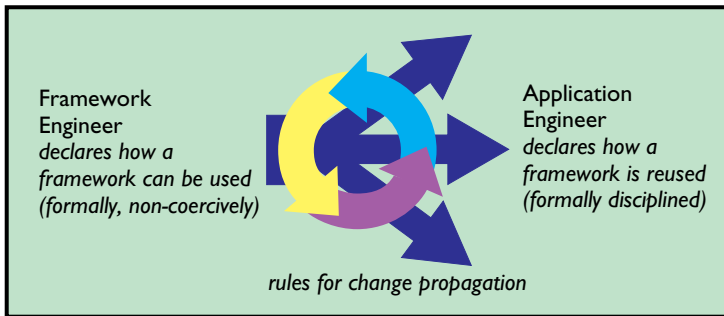 Framework
Engineer
declares how a
framework can be used
(formally, non-coercively)
Application
Engineer
declares how a
framework is reused
(formally disciplined)
rules for change propagation